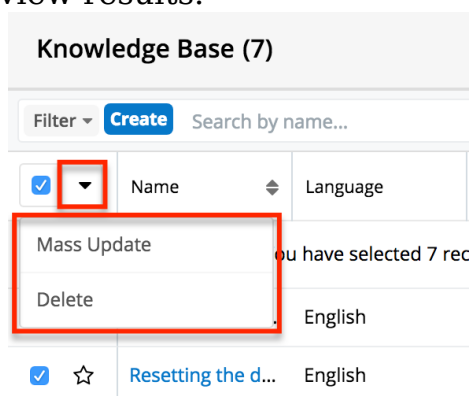 view results.
Knowledge Base (7)
Filter Create Search by name...
Name Language
Mass Update
ou have selected 7 rec
Delete
... English
Resetting the d... English